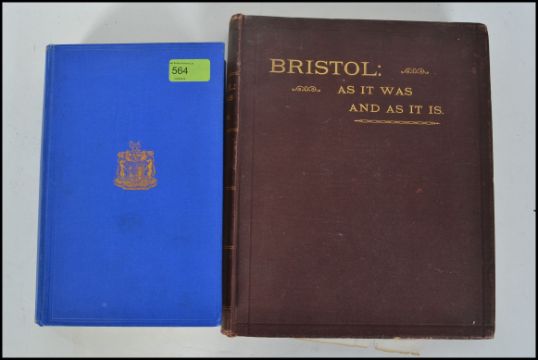 564
BRISTOL:
AS IT WAS
AND AS IT IS.